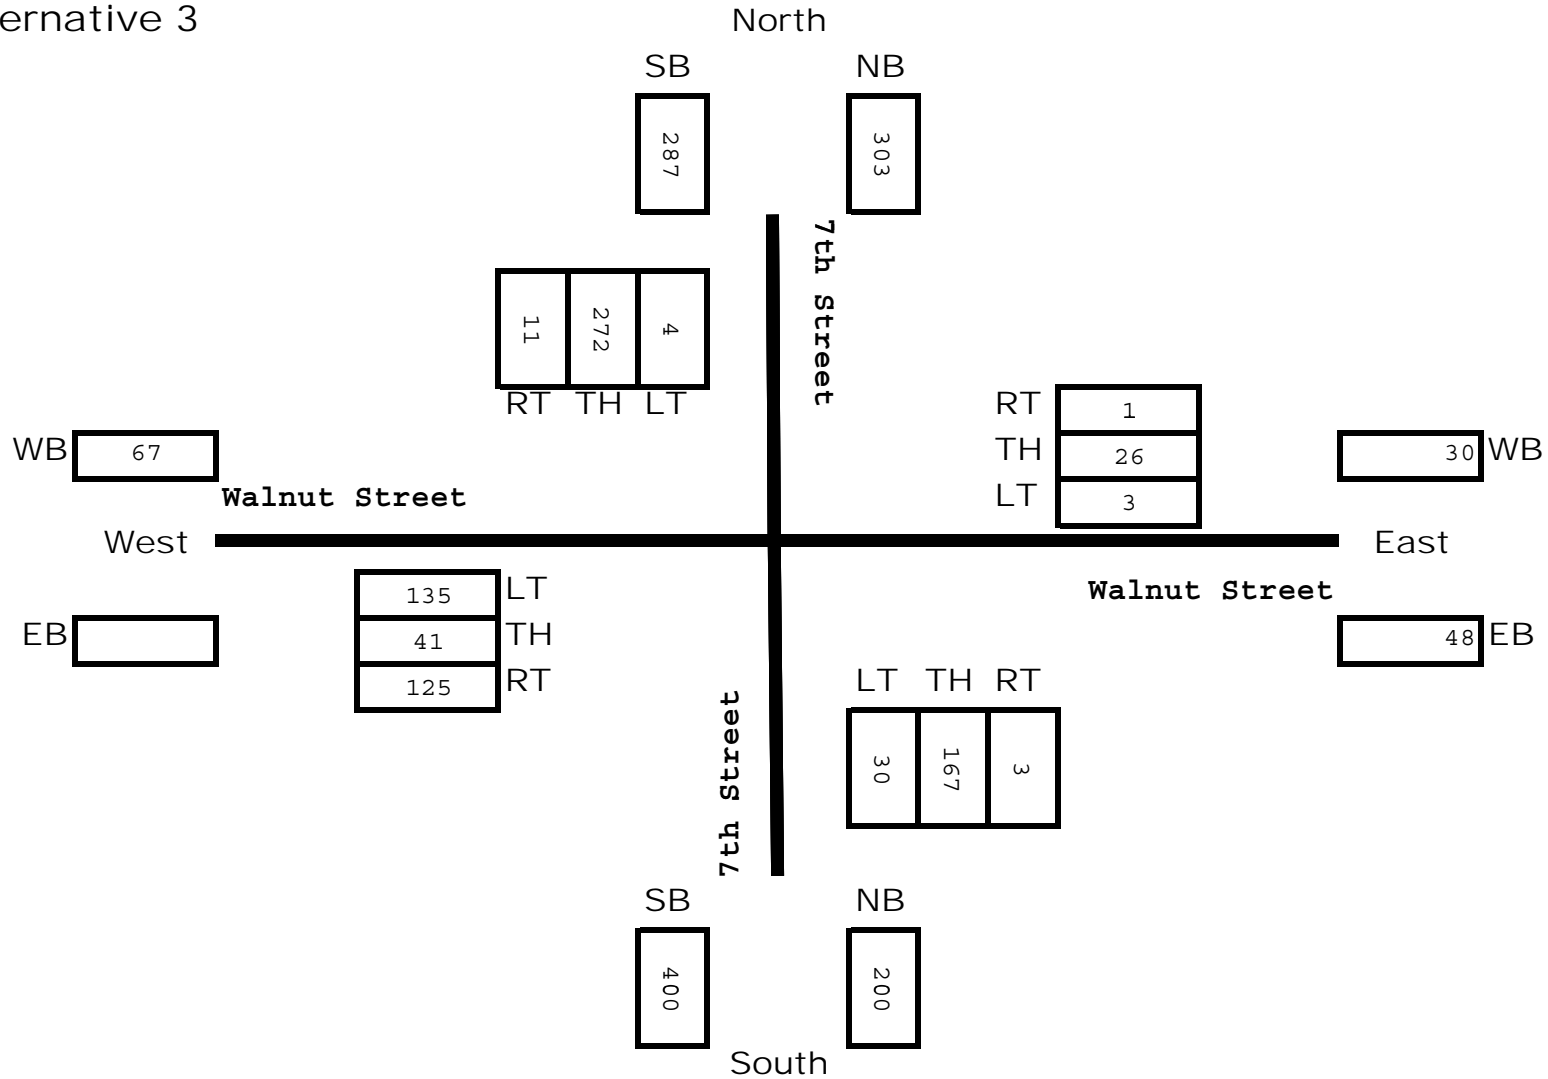 ernative 3
North
SB
NB
287
303
7th Street
11
272
4
RT
TH
LT
RT
1
TH
26
LT
3
WB
67
30
WB
Walnut Street
West
East
Walnut Street
135
LT
41
TH
125
RT
EB
48
EB
LT
TH
RT
30
167
3
7th Street
SB
NB
400
200
South